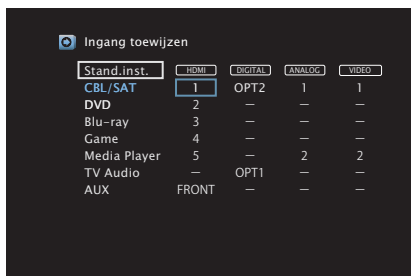 Ingang toewijzen
Stand.inst. HDMI DIGITAL ANALOG VIDEO
CBL/SAT 1 OPT2 1 1
DVD 2 — — —
Blu-ray 3 — — —
Game 4 — — —
Media Player 5 — 2 2
TV Audio — OPT1 — —
AUX FRONT — — —